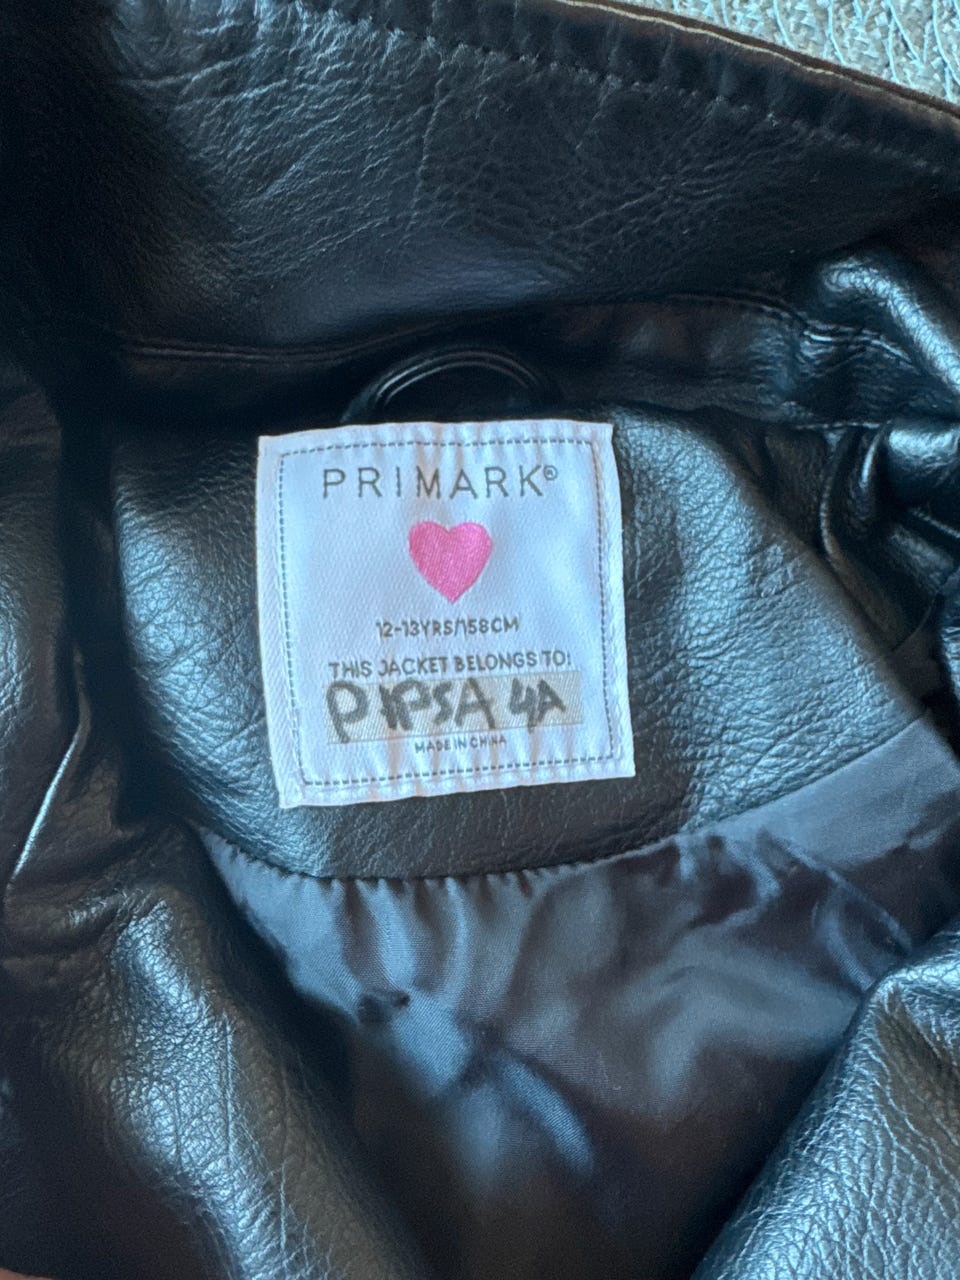 PRIMARK®
12-13YRS/158CM
THIS JACKET BELONGS TO:
PIPSA 4A
MADE IN CHINA